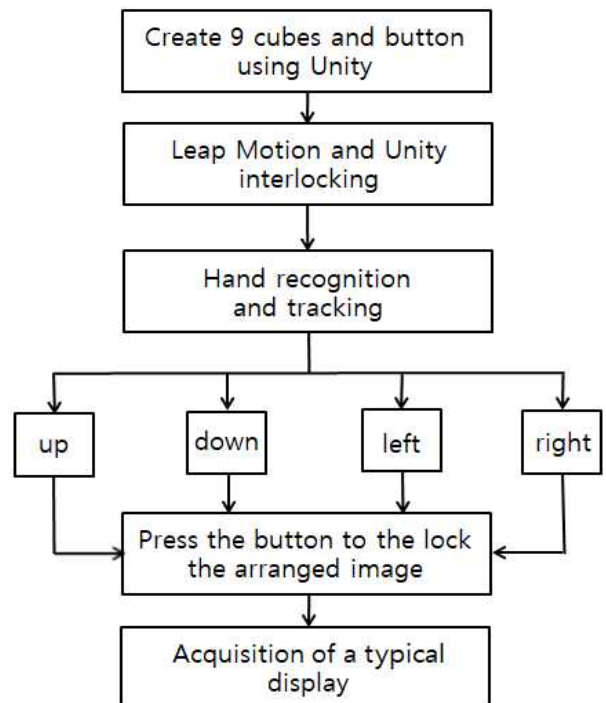 Create 9 cubes and button
using Unity
Leap Motion and Unity
interlocking
Hand recognition
and tracking
up
down
left
right
Press the button to the lock
the arranged image
Acquisition of a typical
display